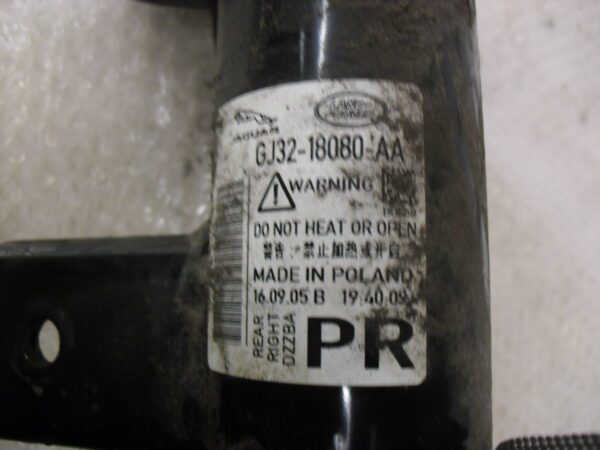 JAGUAR
LAND ROVER
GJ32-18080-AA
WARNING
DO NOT HEAT OR OPEN
警告:禁止加热或开启
MADE IN POLAND
16.09.05 B 19.40.09
REAR
RIGHT
DZZBA
PR